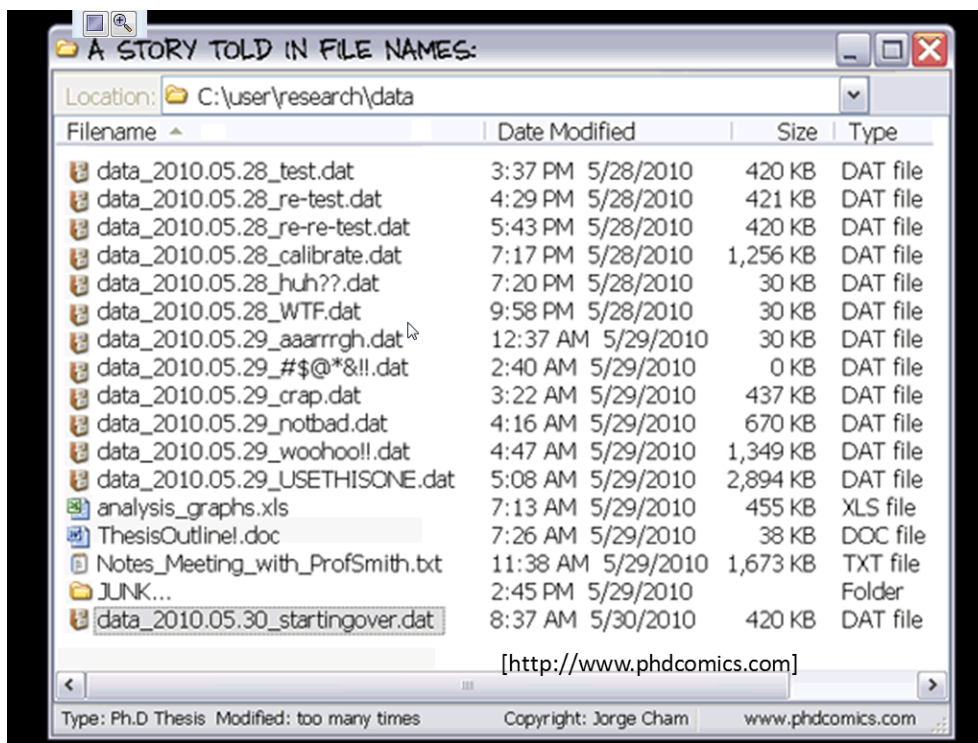 A STORY TOLD IN FILE NAMES:
Location: C:\user\research\data
Filename Date Modified Size Type
data_2010.05.28_test.dat 3:37 PM 5/28/2010 420 KB DAT file
data_2010.05.28_re-test.dat 4:29 PM 5/28/2010 421 KB DAT file
data_2010.05.28_re-re-test.dat 5:43 PM 5/28/2010 420 KB DAT file
data_2010.05.28_calibrate.dat 7:17 PM 5/28/2010 1,256 KB DAT file
data_2010.05.28_huh??.dat 7:20 PM 5/28/2010 30 KB DAT file
data_2010.05.28_WTF.dat 9:58 PM 5/28/2010 30 KB DAT file
data_2010.05.29_aaarrrgh.dat 12:37 AM 5/29/2010 30 KB DAT file
data_2010.05.29_#$@*&!!.dat 2:40 AM 5/29/2010 0 KB DAT file
data_2010.05.29_crap.dat 3:22 AM 5/29/2010 437 KB DAT file
data_2010.05.29_notbad.dat 4:16 AM 5/29/2010 670 KB DAT file
data_2010.05.29_woohoo!!.dat 4:47 AM 5/29/2010 1,349 KB DAT file
data_2010.05.29_USETHISONE.dat 5:08 AM 5/29/2010 2,894 KB DAT file
analysis_graphs.xls 7:13 AM 5/29/2010 455 KB XLS file
ThesisOutline!.doc 7:26 AM 5/29/2010 38 KB DOC file
Notes_Meeting_with_ProfSmith.txt 11:38 AM 5/29/2010 1,673 KB TXT file
JUNK... 2:45 PM 5/29/2010 Folder
data_2010.05.30_startingover.dat 8:37 AM 5/30/2010 420 KB DAT file
[http://www.phdcomics.com]
Type: Ph.D Thesis Modified: too many times Copyright: Jorge Cham www.phdcomics.com